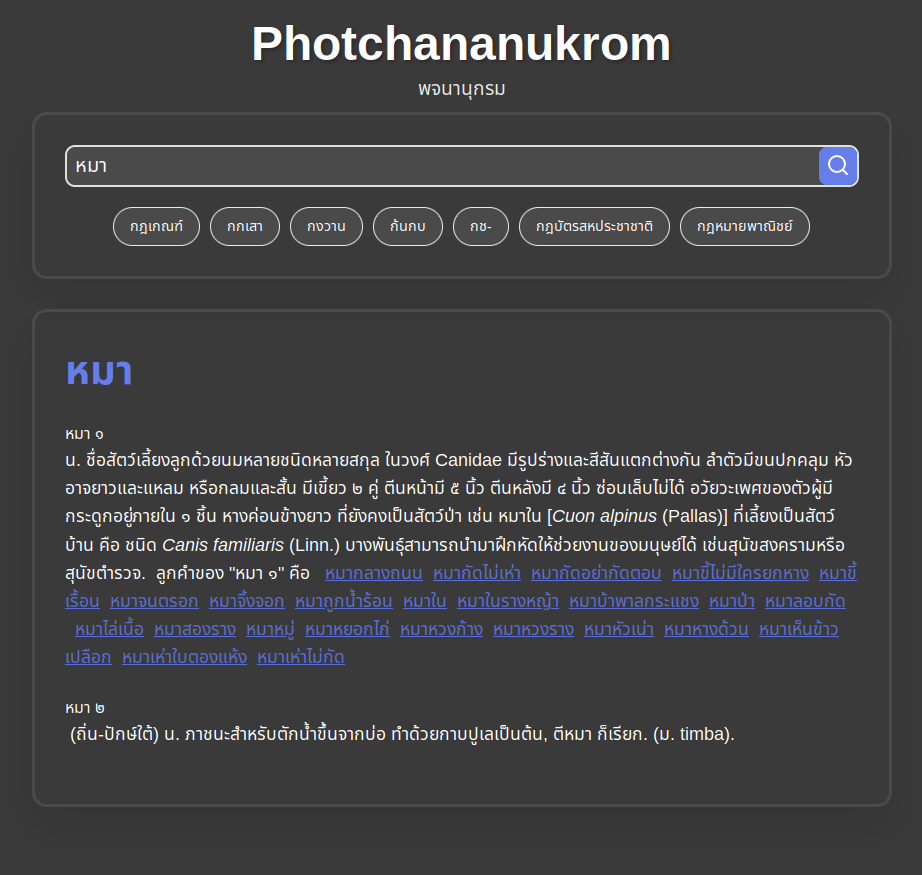 Photchananukrom
พจนานุกรม
หมา
กฎเกณฑ์ กกเสา กงวาน ก้นกบ กช- กฎบัตรสหประชาชาติ กฎหมายพาณิชย์
หมา
หมา ๑
น. ชื่อสัตว์เลี้ยงลูกด้วยนมหลายชนิดหลายสกุล ในวงศ์ Canidae มีรูปร่างและสีสันแตกต่างกัน ลำตัวมีขนปกคลุม หัว
อาจยาวและแหลม หรือกลมและสั้น มีเขี้ยว ๒ คู่ ตีนหน้ามี ๕ นิ้ว ตีนหลังมี ๔ นิ้ว ซ่อนเล็บไม่ได้ อวัยวะเพศของตัวผู้มี
กระดูกอยู่ภายใน ๑ ชิ้น หางค่อนข้างยาว ที่ยังคงเป็นสัตว์ป่า เช่น หมาใน [Cuon alpinus (Pallas)] ที่เลี้ยงเป็นสัตว์
บ้าน คือ ชนิด Canis familiaris (Linn.) บางพันธุ์สามารถนำมาฝึกหัดให้ช่วยงานของมนุษย์ได้ เช่นสุนัขสงครามหรือ
สุนัขตำรวจ. ลูกคำของ "หมา ๑" คือ หมากลางถนน หมากัดไม่เห่า หมากัดอย่ากัดตอบ หมาขี้ไม่มีใครยกหาง หมาขี้
เรื้อน หมาจนตรอก หมาจิ้งจอก หมาถูกน้ำร้อน หมาใน หมาในรางหญ้า หมาบ้าพาลกระแชง หมาป่า หมาลอบกัด
หมาไล่เนื้อ หมาสองราง หมาหมู่ หมาหยอกไก่ หมาหวงก้าง หมาหวงราง หมาหัวเน่า หมาหางด้วน หมาเห็นข้าว
เปลือก หมาเห่าใบตองแห้ง หมาเห่าไม่กัด
หมา ๒
(ถิ่น-ปักษ์ใต้) น. ภาชนะสำหรับตักน้ำขึ้นจากบ่อ ทำด้วยกาบปูเลเป็นต้น, ตีหมา ก็เรียก. (ม. timba).